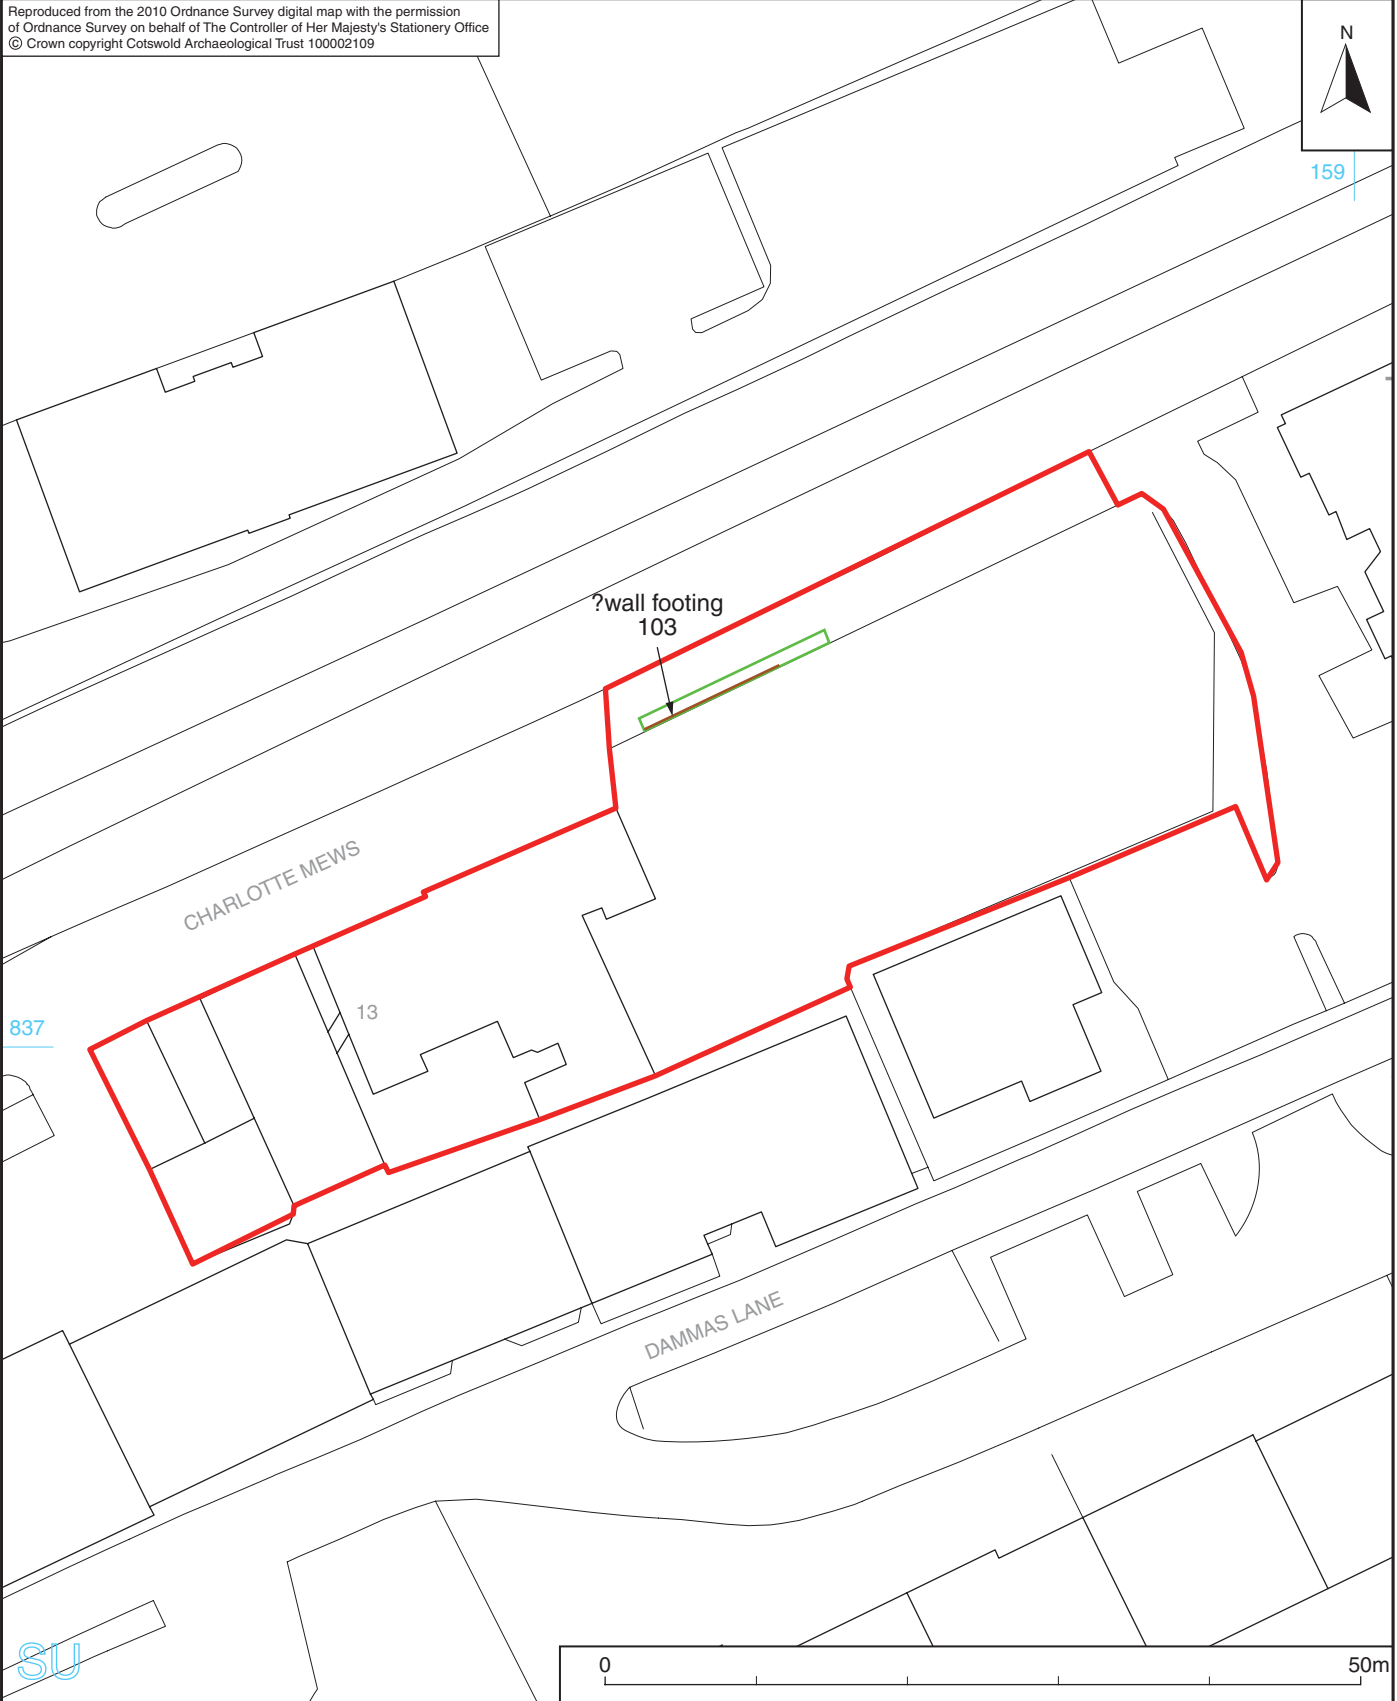 Reproduced from the 2010 Ordnance Survey digital map with the permission
of Ordnance Survey on behalf of The Controller of Her Majesty's Stationery Office
© Crown copyright Cotswold Archaeological Trust 100002109
N
159
?wall footing
103
CHARLOTTE MEWS
13
837
DAMMAS LANE
SU
0
50m